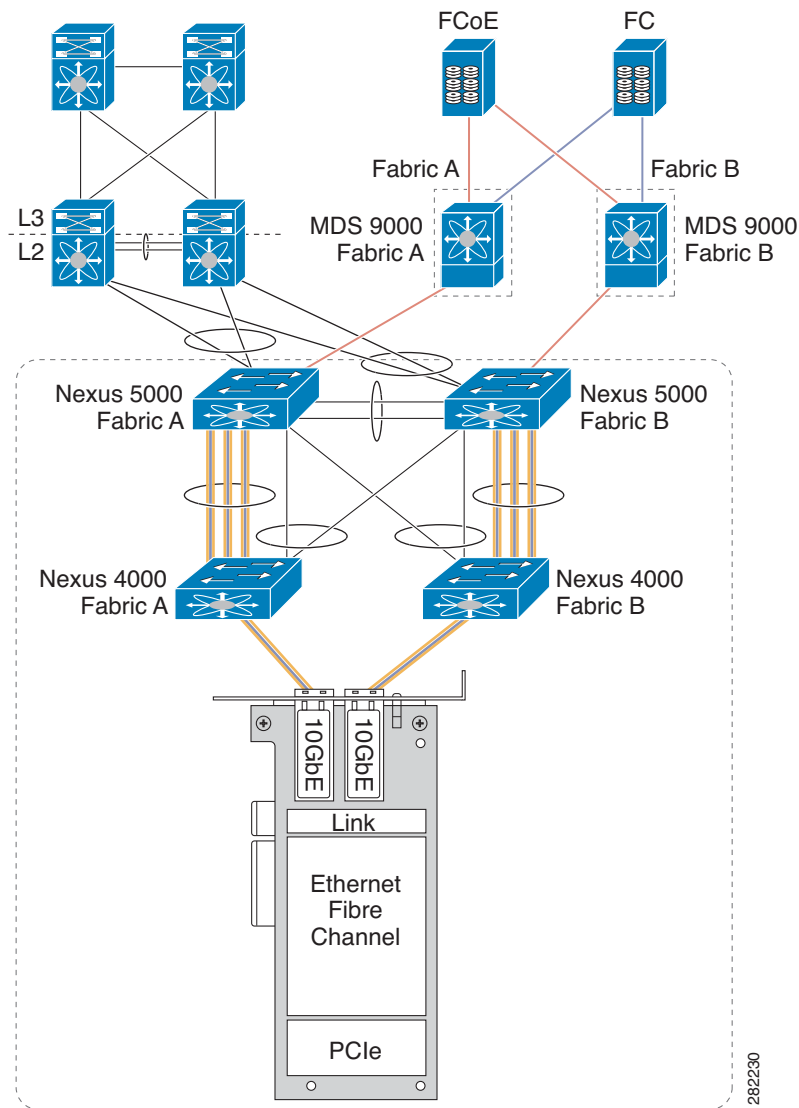 FCoE
FC
Fabric A
Fabric B
L3
L2
MDS 9000
Fabric A
MDS 9000
Fabric B
Nexus 5000
Fabric A
Nexus 5000
Fabric B
Nexus 4000
Fabric A
Nexus 4000
Fabric B
10GbE
10GbE
Link
Ethernet
Fibre
Channel
PCIe
282230